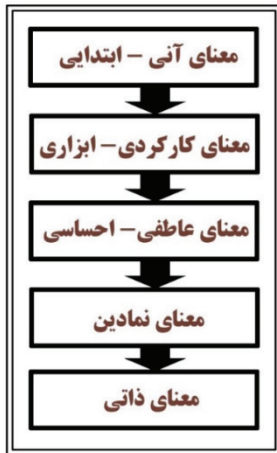 معنای آنی – ابتدایی
معنای کارکردی– ابزاری
معنای عاطفی– احساسی
معنای نمادین
معنای ذاتی